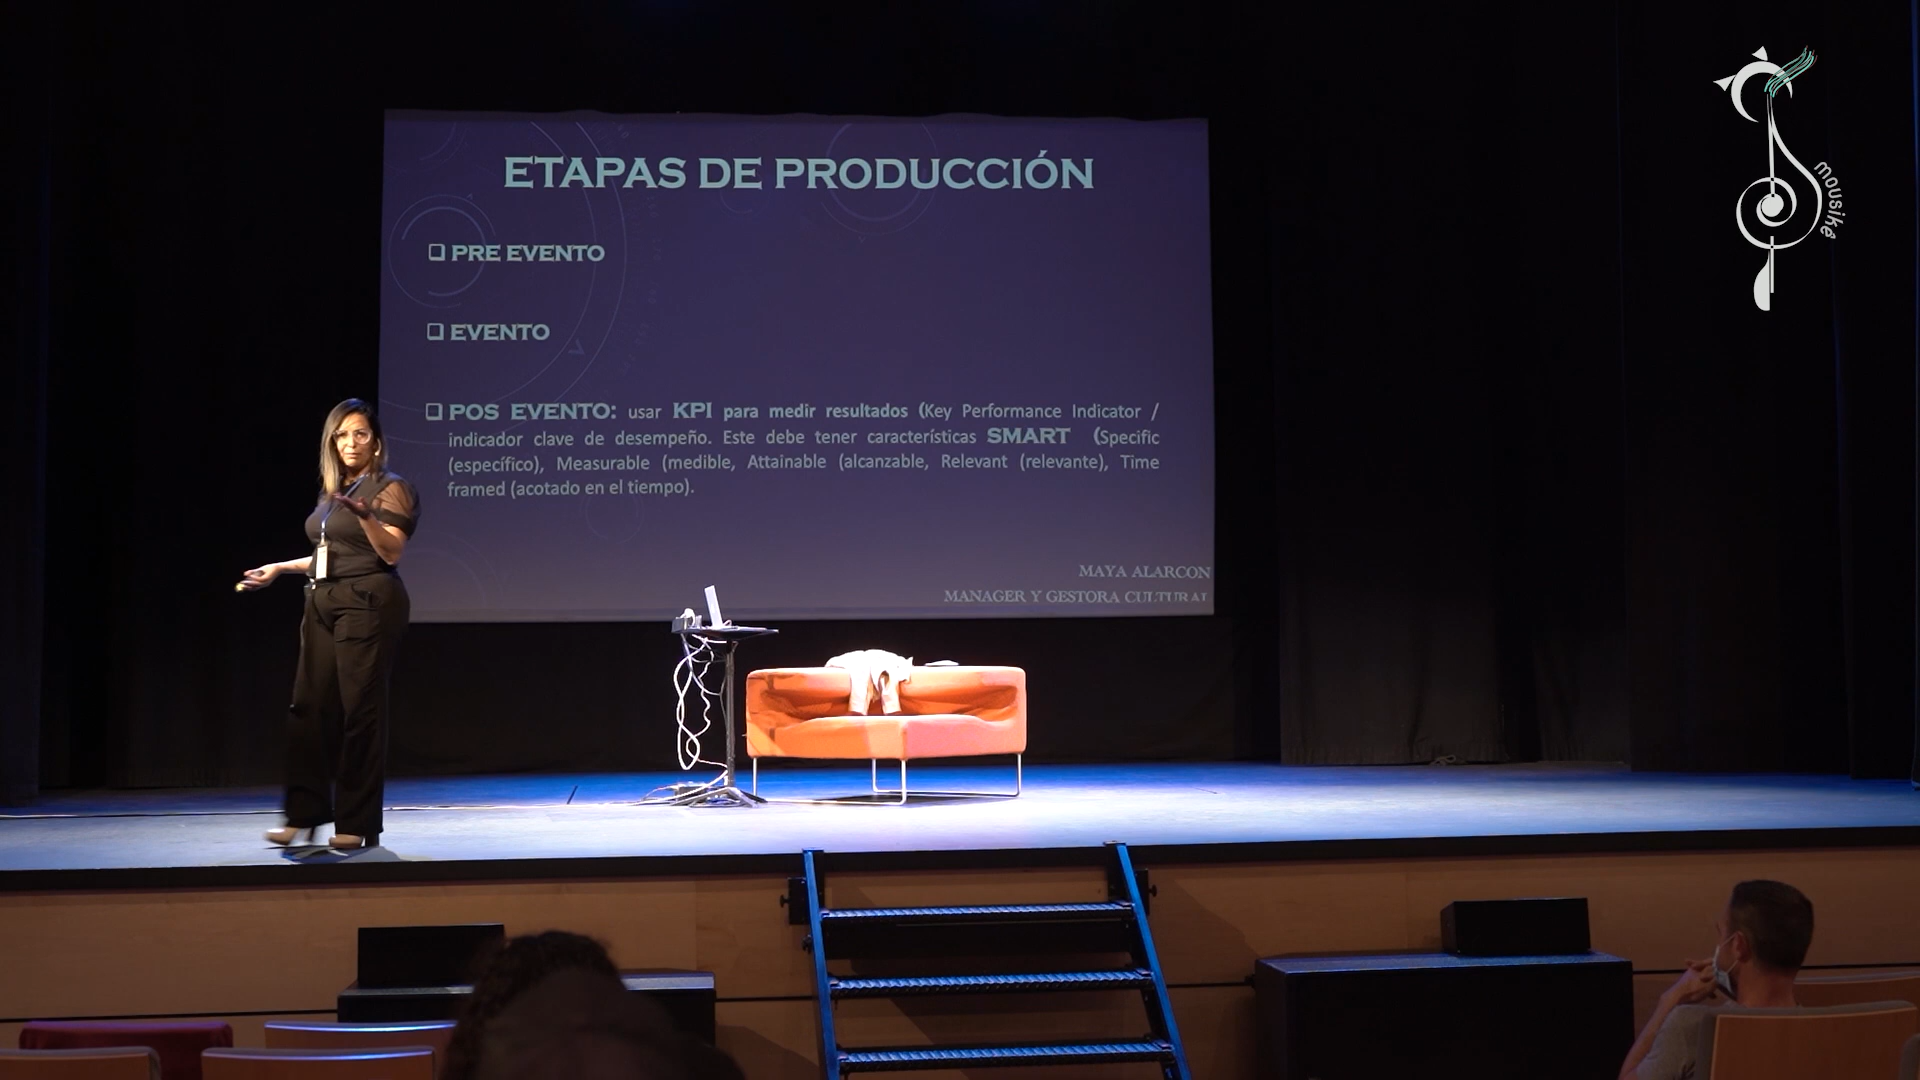 ETAPAS DE PRODUCCIÓN
PRE EVENTO
EVENTO
POS EVENTO: usar KPI para medir resultados (Key Performance Indicator /
indicador clave de desempeño. Este debe tener características SMART (Specific
(específico), Measurable (medible, Attainable (alcanzable, Relevant (relevante), Time
framed (acotado en el tiempo).
MAYA ALARCON
MANAGER Y GESTORA CULTURAL
mousikê